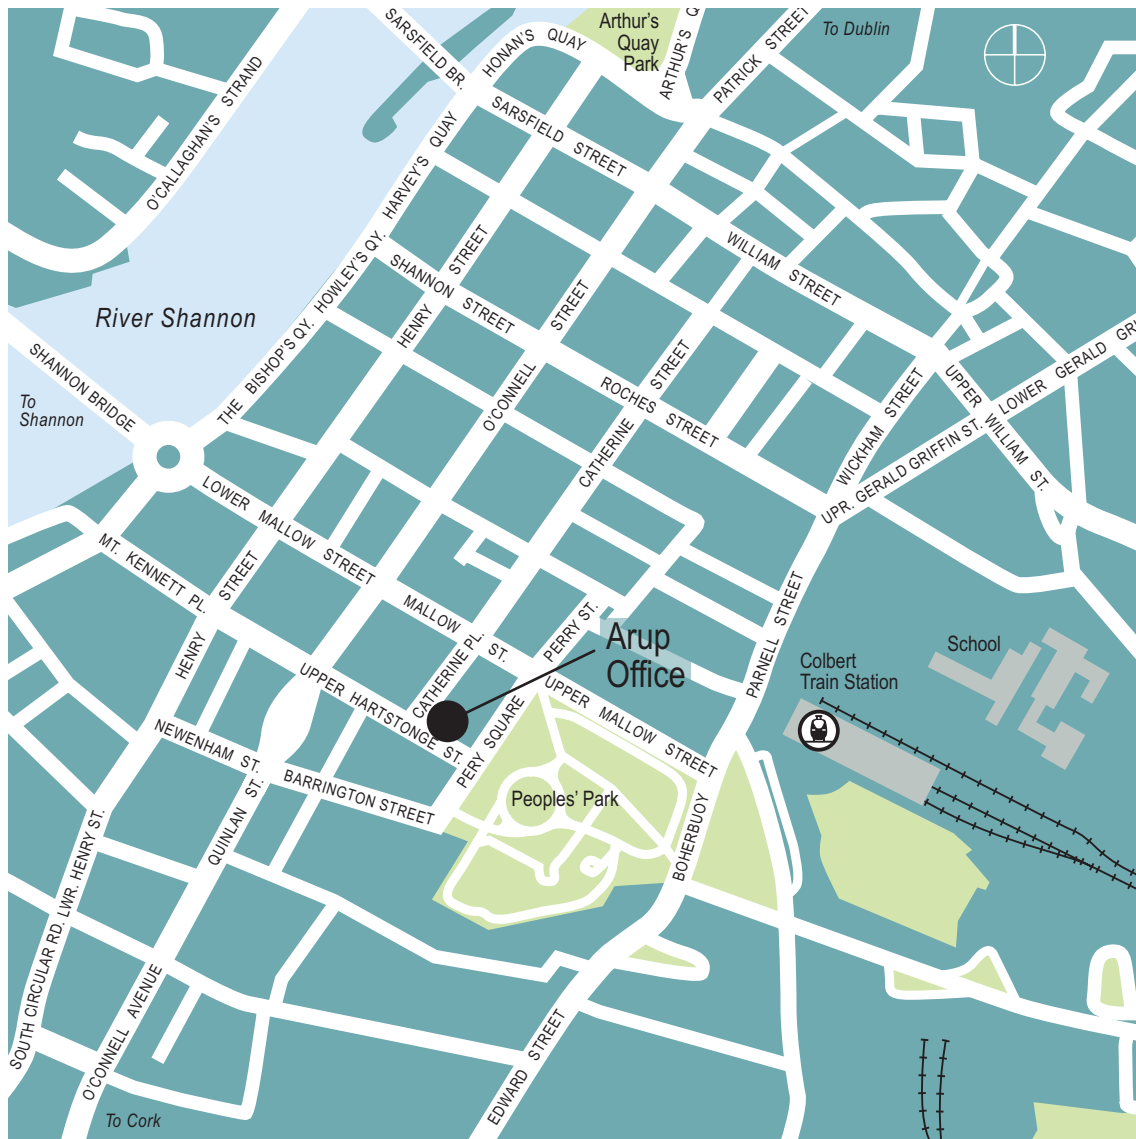 SARSFIELD BR.
HONAN'S QUAY
Arthur's
Quay
Park
ARTHUR'S Q
PATRICK STREET
To Dublin
O'CALLAGHAN'S STRAND
HARVEY'S QUAY
SARSFIELD STREET
HOWLEY'S QY.
THE BISHOP'S QY.
SHANNON STREET
HENRY STREET
WILLIAM STREET
River Shannon
SHANNON BRIDGE
To
Shannon
O'CONNELL STREET
ROCHES STREET
CATHERINE STREET
WICKHAM STREET
UPPER WILLIAM ST.
LOWER GERALD GRI
UPR. GERALD GRIFFIN ST.
LOWER MALLOW STREET
MT. KENNETT PL.
HENRY STREET
MALLOW ST.
CATHERINE PL.
PERRY ST.
Arup
Office
PARNELL STREET
School
Colbert
Train Station
UPPER HARTSTONGE ST.
UPPER MALLOW STREET
PERY SQUARE
NEWENHAM ST.
BARRINGTON STREET
QUINLAN ST.
Peoples' Park
BOHERBUOY
LWR. HENRY ST.
SOUTH CIRCULAR RD.
O'CONNELL AVENUE
EDWARD STREET
To Cork